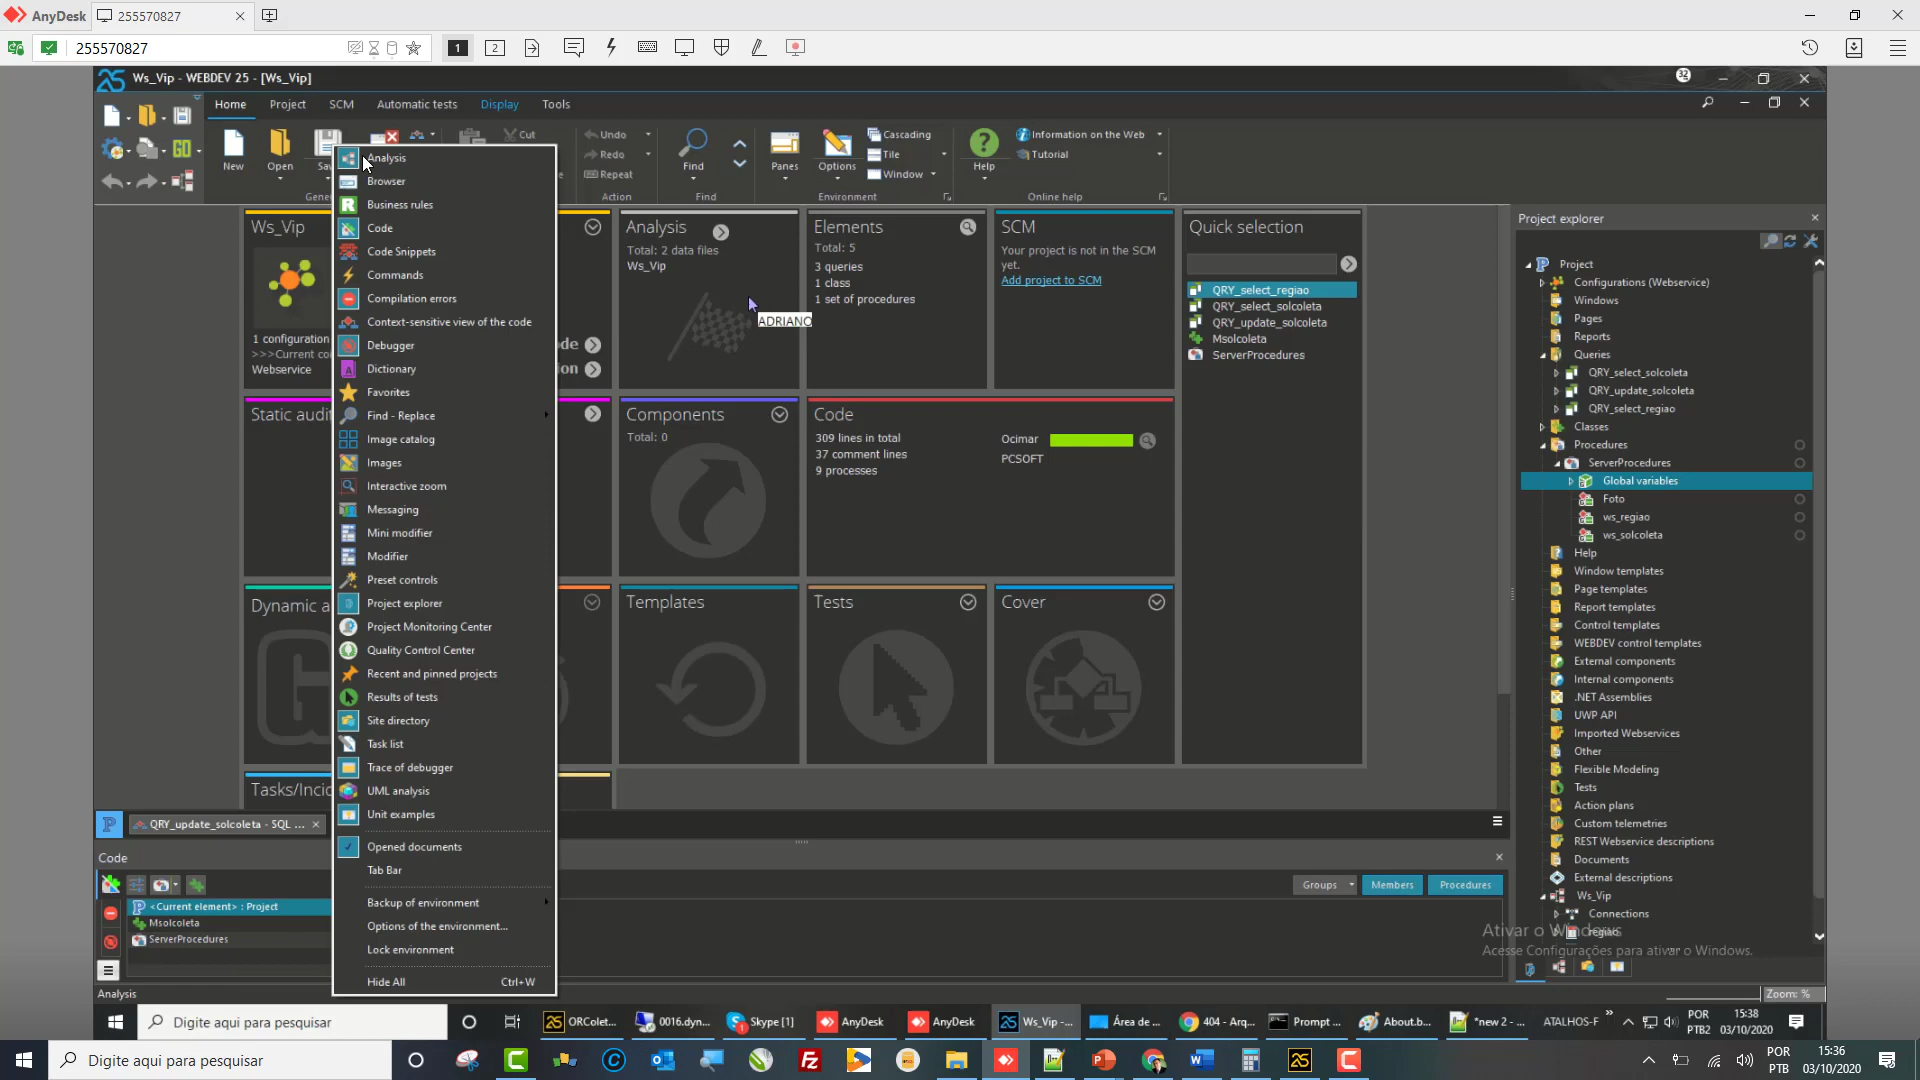 AnyDesk
255570827
255570827
1
2
Ws_Vip - WEBDEV 25 - [Ws_Vip]
32
Home
Project
SCM
Automatic tests
Display
Tools
New
Open
Cut
Undo
Redo
Repeat
Action
Find
Find
Panes
Options
Cascading
Tile
Window
Environment
Help
Information on the Web
Tutorial
Online help
Analysis
Browser
Business rules
Code
Code Snippets
Commands
Compilation errors
Context-sensitive view of the code
Debugger
Dictionary
Favorites
Find - Replace
Image catalog
Images
Interactive zoom
Messaging
Mini modifier
Modifier
Preset controls
Project explorer
Project Monitoring Center
Quality Control Center
Recent and pinned projects
Results of tests
Site directory
Task list
Trace of debugger
UML analysis
Unit examples
Opened documents
Tab Bar
Backup of environment
Options of the environment...
Lock environment
Hide All Ctrl+W
Ws_Vip
1 configuration
>>>Current co
Webservice
Analysis
Total: 2 data files
Ws_Vip
ADRIANO
Elements
Total: 5
3 queries
1 class
1 set of procedures
SCM
Your project is not in the SCM
yet.
Add project to SCM
Quick selection
QRY_select_regiao
QRY_select_solcoleta
QRY_update_solcoleta
Msolcoleta
ServerProcedures
Static audi
Components
Total: 0
Code
309 lines in total
37 comment lines
9 processes
Ocimar
PCSOFT
Dynamic a
Templates
Tests
Cover
Tasks/Inci
QRY_update_solcoleta - SQL ...
Code
Groups
Members
Procedures
<Current element> : Project
Msolcoleta
ServerProcedures
Analysis
Project explorer
Project
Configurations (Webservice)
Windows
Pages
Reports
Queries
QRY_select_solcoleta
QRY_update_solcoleta
QRY_select_regiao
Classes
Procedures
ServerProcedures
Global variables
Foto
ws_regiao
ws_solcoleta
Help
Window templates
Page templates
Report templates
Control templates
WEBDEV control templates
External components
Internal components
.NET Assemblies
UWP API
Imported Webservices
Other
Flexible Modeling
Tests
Action plans
Custom telemetries
REST Webservice descriptions
Documents
External descriptions
Ws_Vip
Connections
regiao
Ativar o Windows
Acesse Configurações para ativar o Windows.
Zoom: %
Digite aqui para pesquisar
ORColet...
0016.dyn...
Skype [1]
AnyDesk
AnyDesk
Ws_Vip -...
Área de ...
404 - Arq...
Prompt ...
About.b...
*new 2 - ...
ATALHOS-F
POR
PTB2
15:38
03/10/2020
Digite aqui para pesquisar
POR
PTB
15:36
03/10/2020